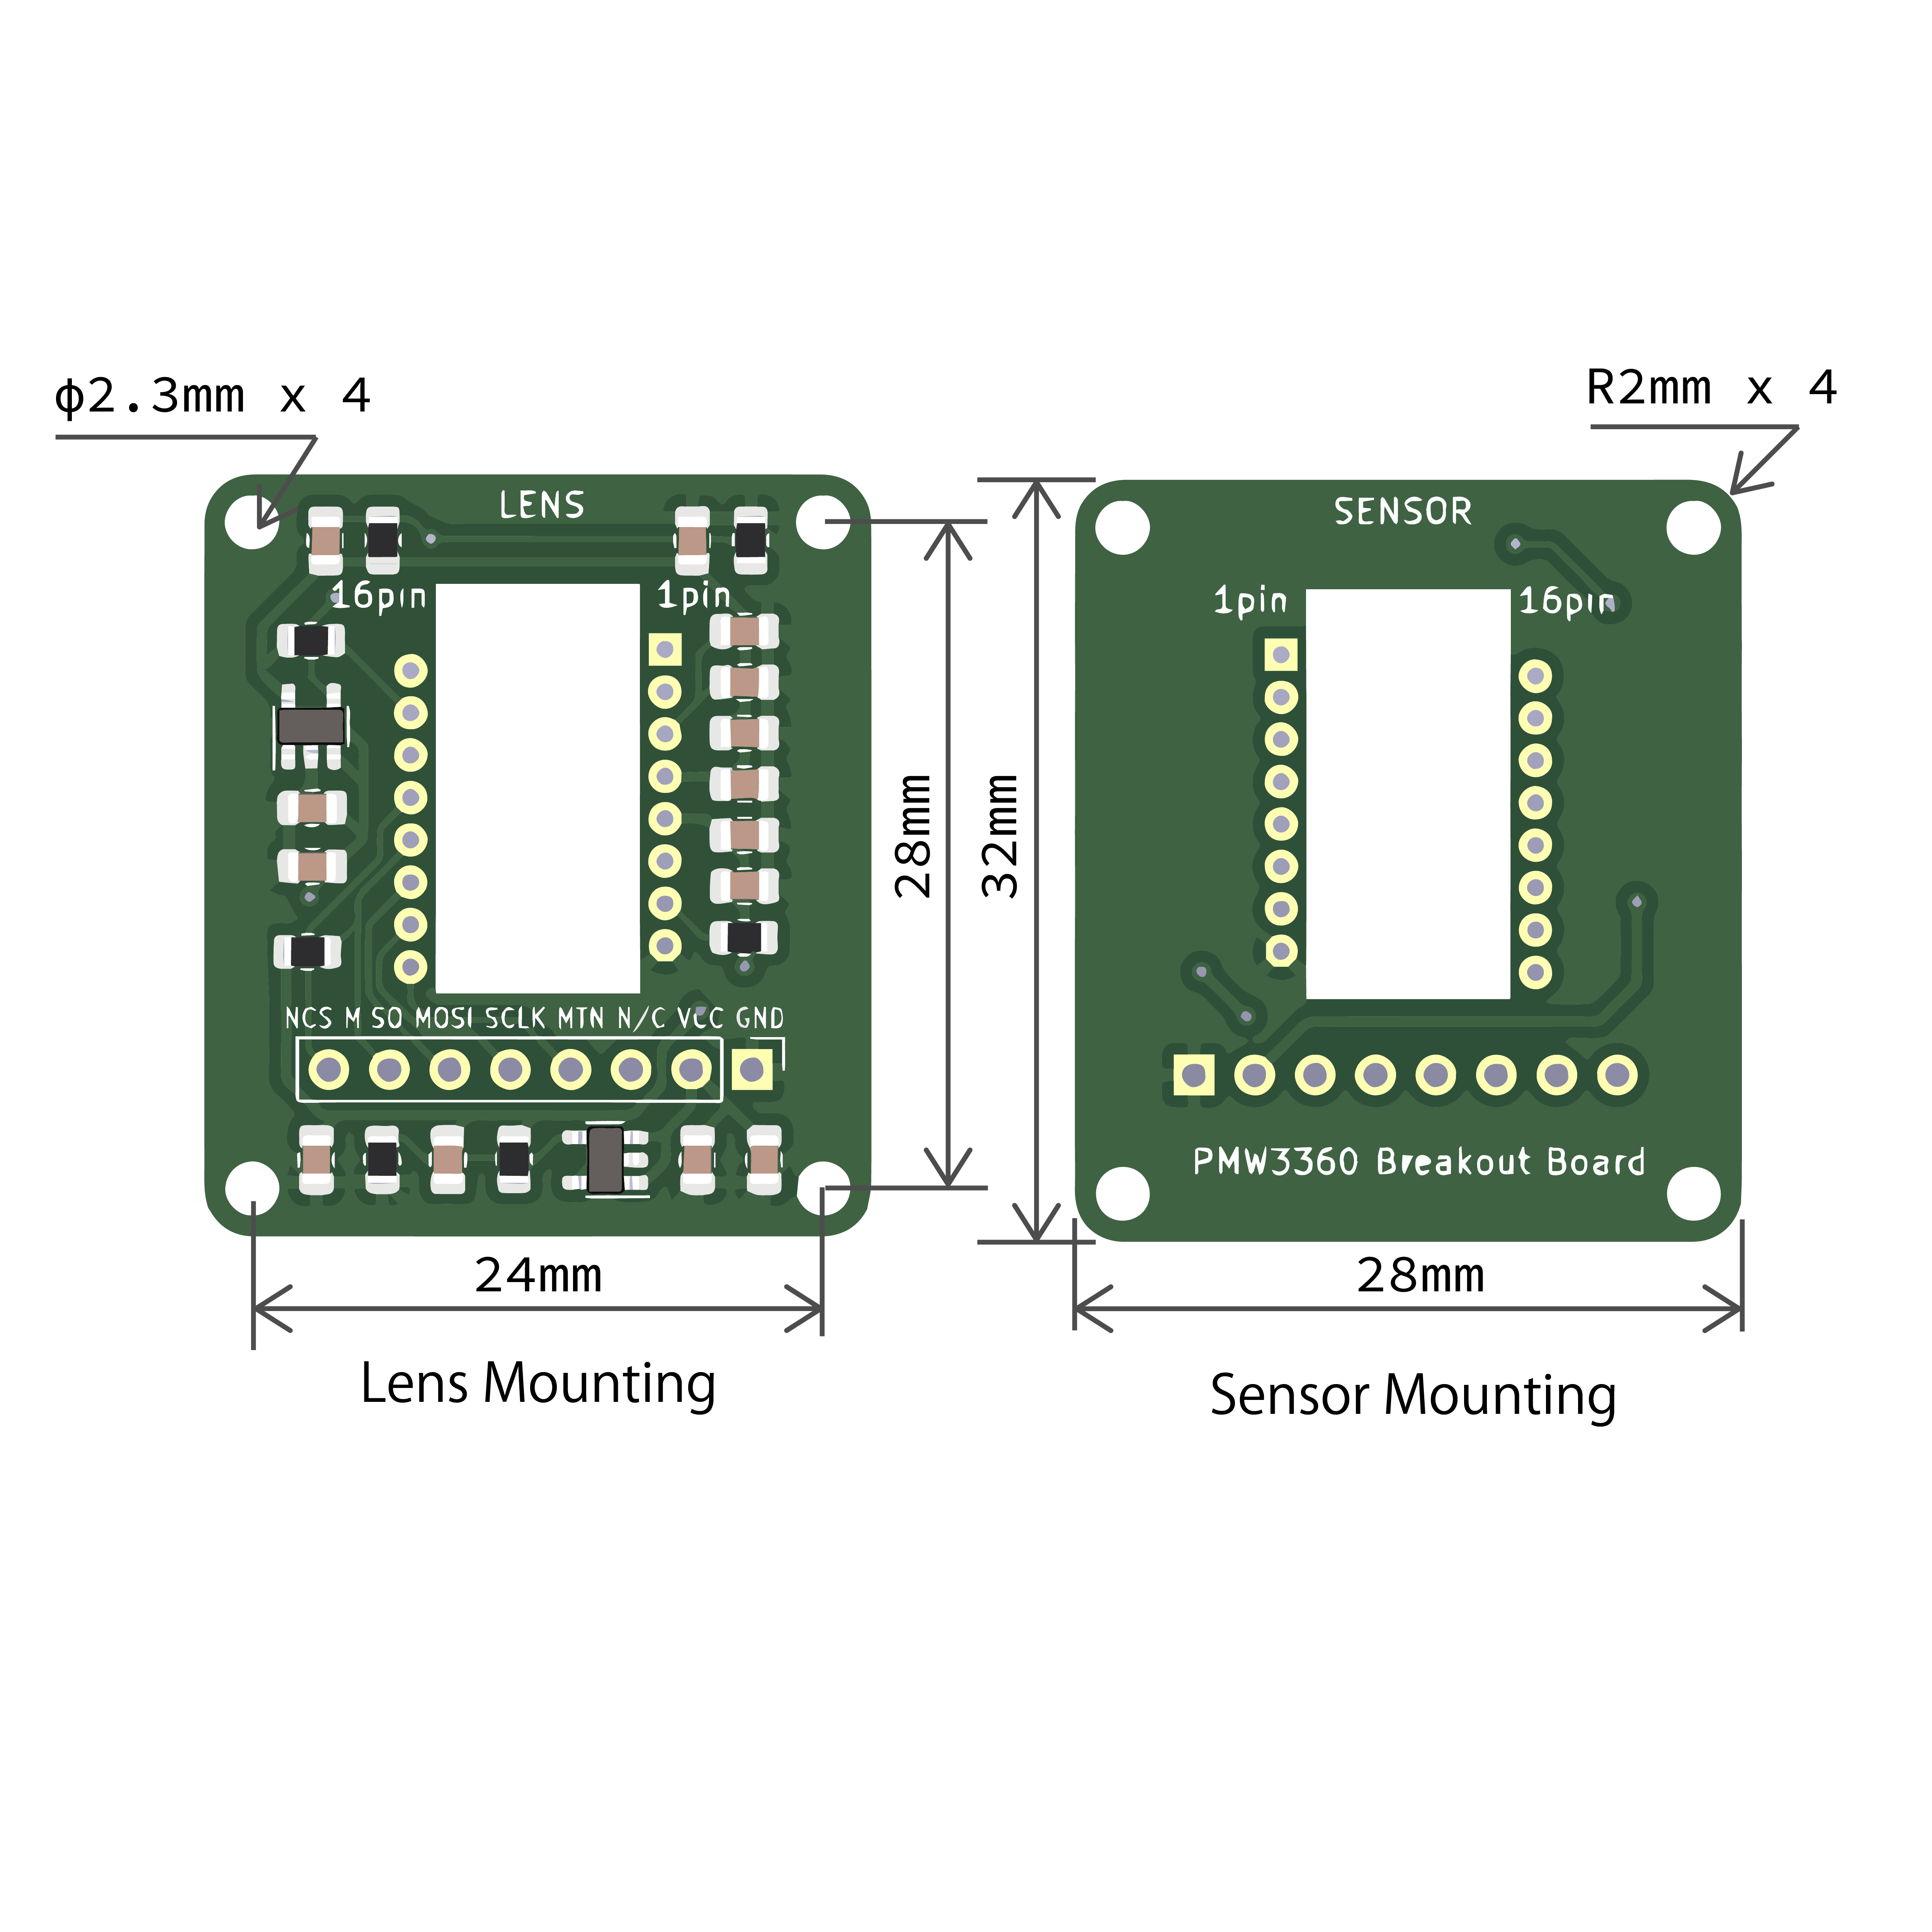 ϕ2.3mm x 4
R2mm x 4
LENS
SENSOR
16pin
1pin
1pin
16pin
28mm
32mm
NCS M SO MOSI SCLK MTN N/C VCC GND
PMW3360 Breakout Board
24mm
28mm
Lens Mounting
Sensor Mounting